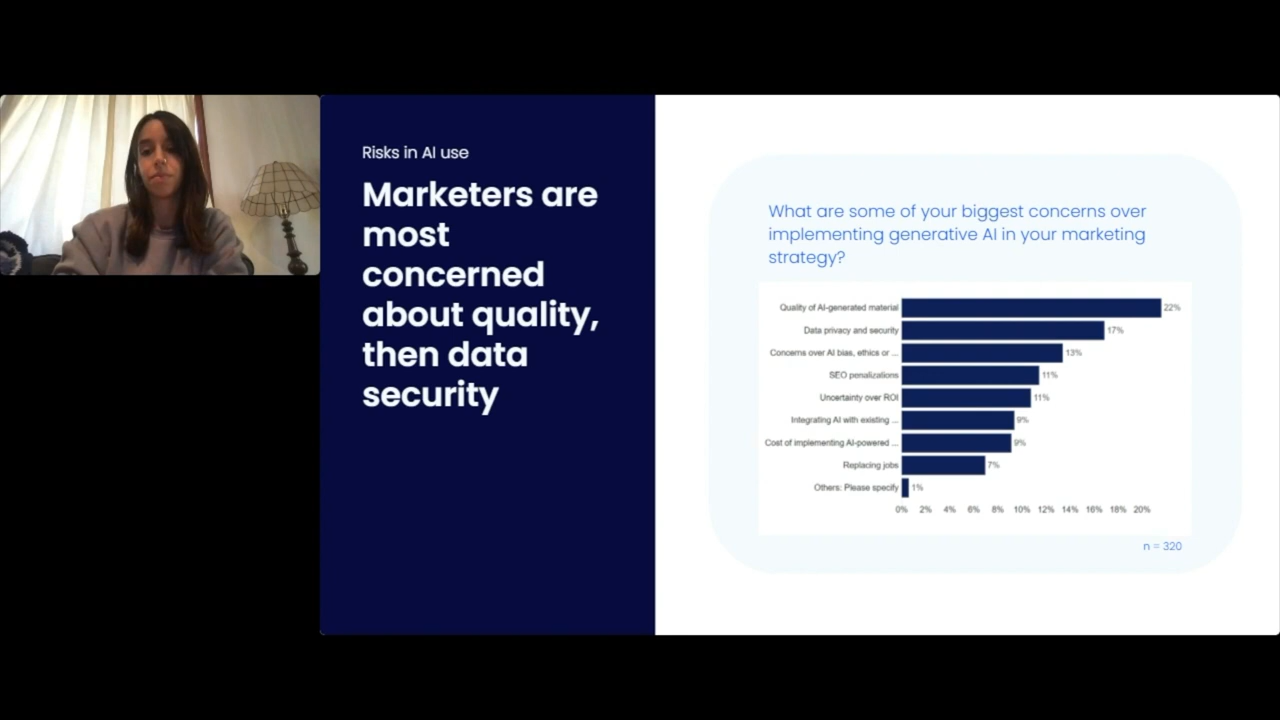 Risks in AI use
Marketers are
most
concerned
about quality,
then data
security
What are some of your biggest concerns over
implementing generative AI in your marketing
strategy?
Quality of AI-generated material 22%
Data privacy and security 17%
Concerns over AI bias, ethics or ... 13%
SEO penalizations 11%
Uncertainty over ROI 11%
Integrating AI with existing ... 9%
Cost of implementing AI-powered ... 9%
Replacing jobs 7%
Others: Please specify 1%
0% 2% 4% 6% 8% 10% 12% 14% 16% 18% 20%
n = 320